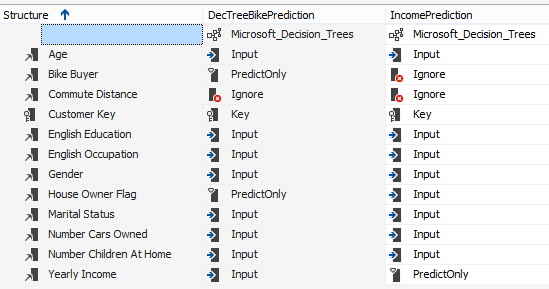 Structure DecTreeBikePrediction IncomePrediction
Microsoft_Decision_Trees Microsoft_Decision_Trees
Age Input Input
Bike Buyer PredictOnly Ignore
Commute Distance Ignore Ignore
Customer Key Key Key
English Education Input Input
English Occupation Input Input
Gender Input Input
House Owner Flag PredictOnly Input
Marital Status Input Input
Number Cars Owned Input Input
Number Children At Home Input Input
Yearly Income Input PredictOnly